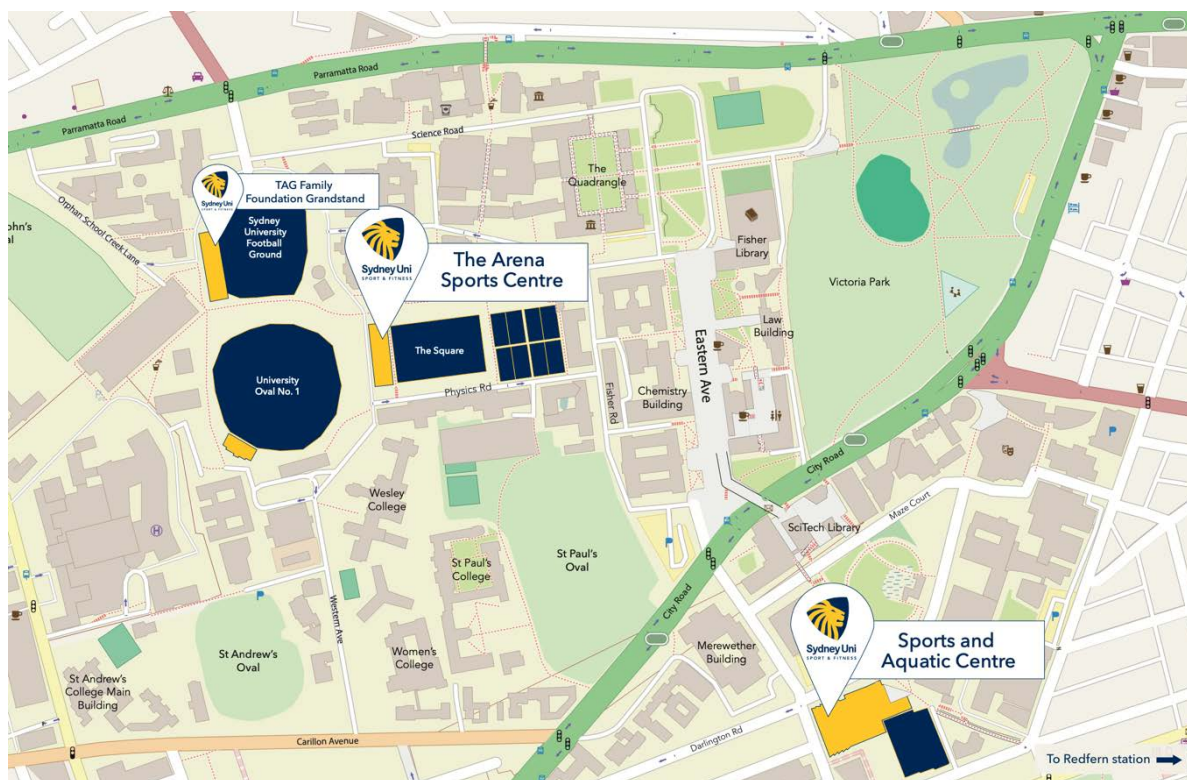 Parramatta Road
Parramatta Road
Science Road
TAG Family
Foundation Grandstand
Sydney Uni
SPORT & FITNESS
Orphan School Creek Lane
Sydney
University
Football
Ground
The
Quadrangle
Fisher
Library
Victoria Park
Sydney Uni
SPORT & FITNESS
The Arena
Sports Centre
The Square
Law
Building
Eastern Ave
University
Oval No. 1
Physics Rd
Fisher Rd
Chemistry
Building
City Road
Maze Court
SciTech Library
Wesley
College
St Paul's
College
St Paul's
Oval
City Road
Western Ave
Women's
College
Merewether
Building
Sydney Uni
SPORT & FITNESS
Sports and
Aquatic Centre
St Andrew's
Oval
St Andrew's
College Main
Building
Carillon Avenue
Darlington Rd
To Redfern station